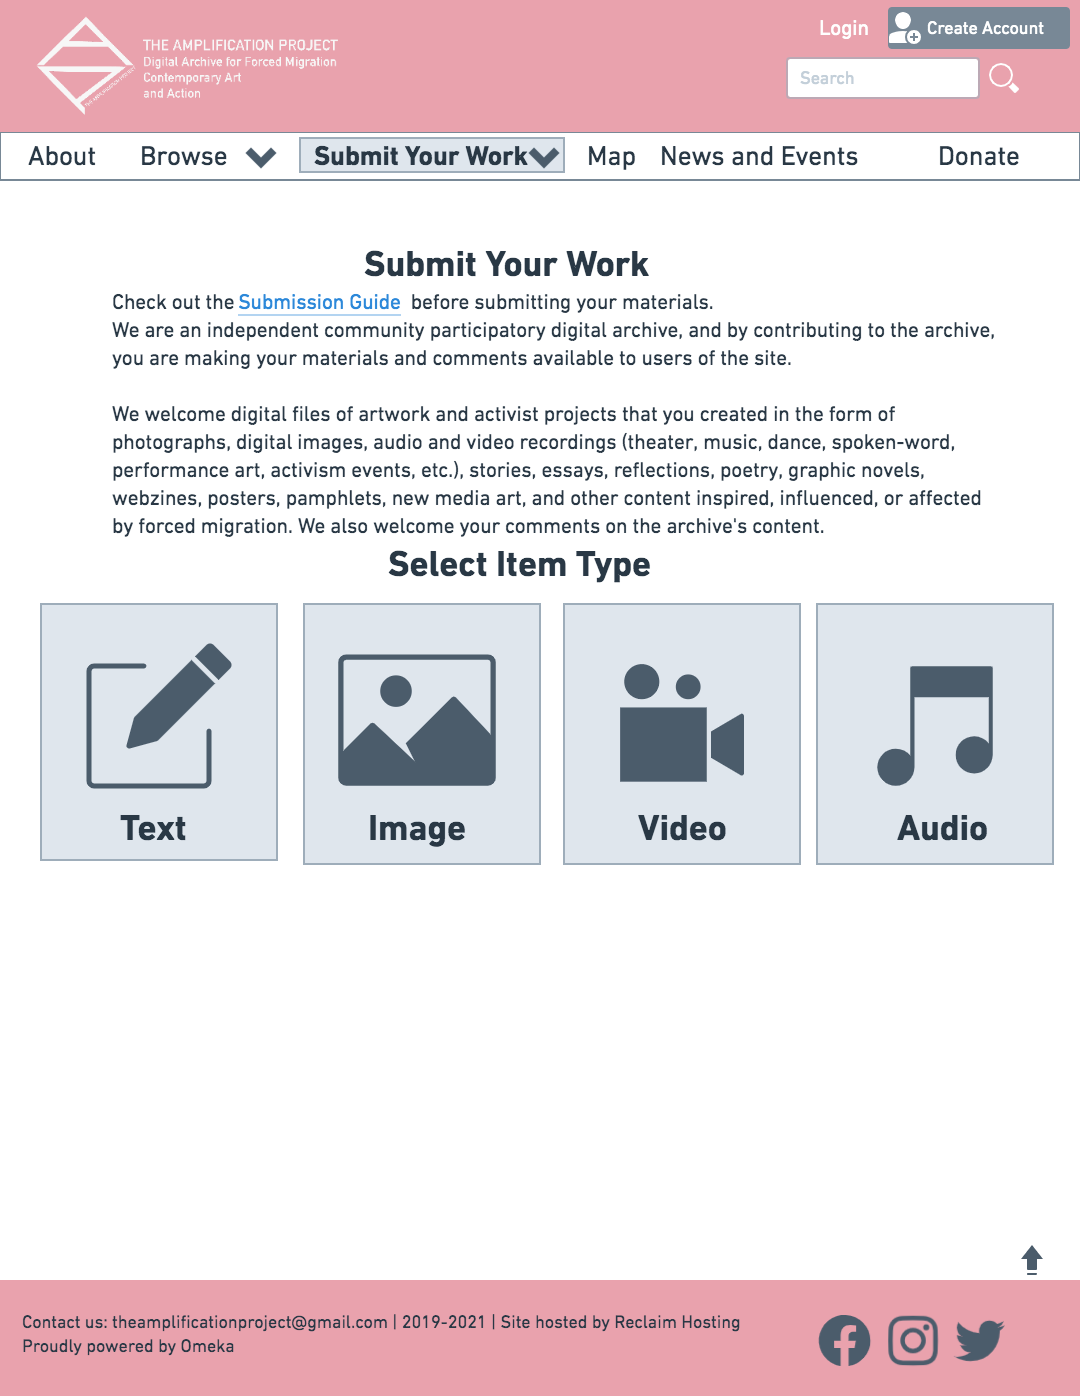 Login
Create Account
THE AMPLIFICATION PROJECT
Digital Archive for Forced Migration
Contemporary Art
and Action
THE AMPLIFICATION PROJECT
Search
About Browse Submit Your Work Map News and Events Donate
Submit Your Work
Check out the Submission Guide before submitting your materials.
We are an independent community participatory digital archive, and by contributing to the archive,
you are making your materials and comments available to users of the site.
We welcome digital files of artwork and activist projects that you created in the form of
photographs, digital images, audio and video recordings (theater, music, dance, spoken-word,
performance art, activism events, etc.), stories, essays, reflections, poetry, graphic novels,
webzines, posters, pamphlets, new media art, and other content inspired, influenced, or affected
by forced migration. We also welcome your comments on the archive's content.
Select Item Type
Text Image Video Audio
Contact us: theamplificationproject@gmail.com | 2019-2021 | Site hosted by Reclaim Hosting
Proudly powered by Omeka